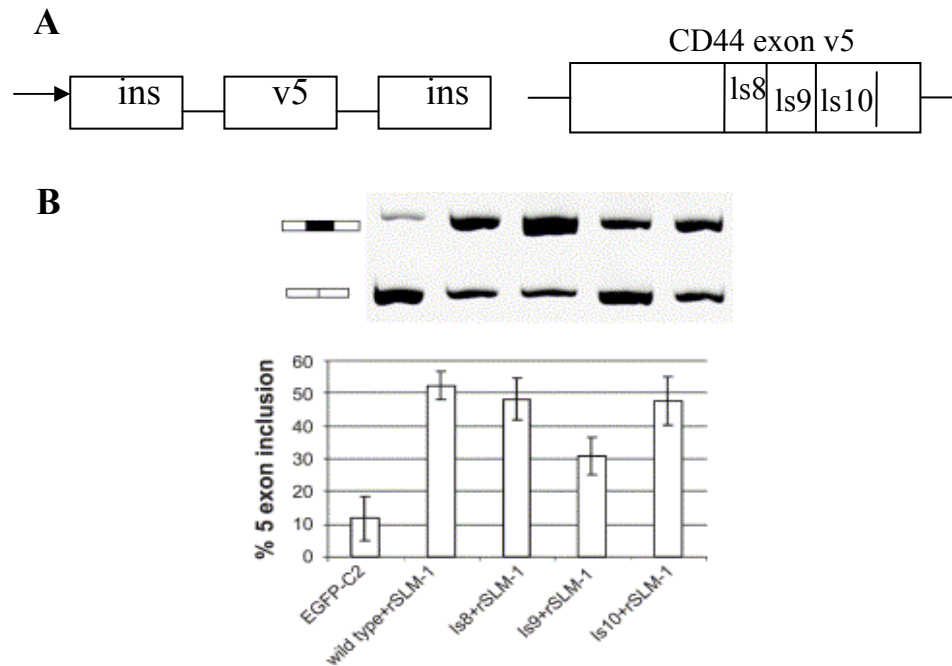 A
CD44 exon v5
ins v5 ins
ls8 ls9 ls10
B
60
50
40
30
20
10
0
% 5 exon inclusion
EGFP-C2
wild type+rSLM-1
ls8+rSLM-1
ls9+rSLM-1
ls10+rSLM-1